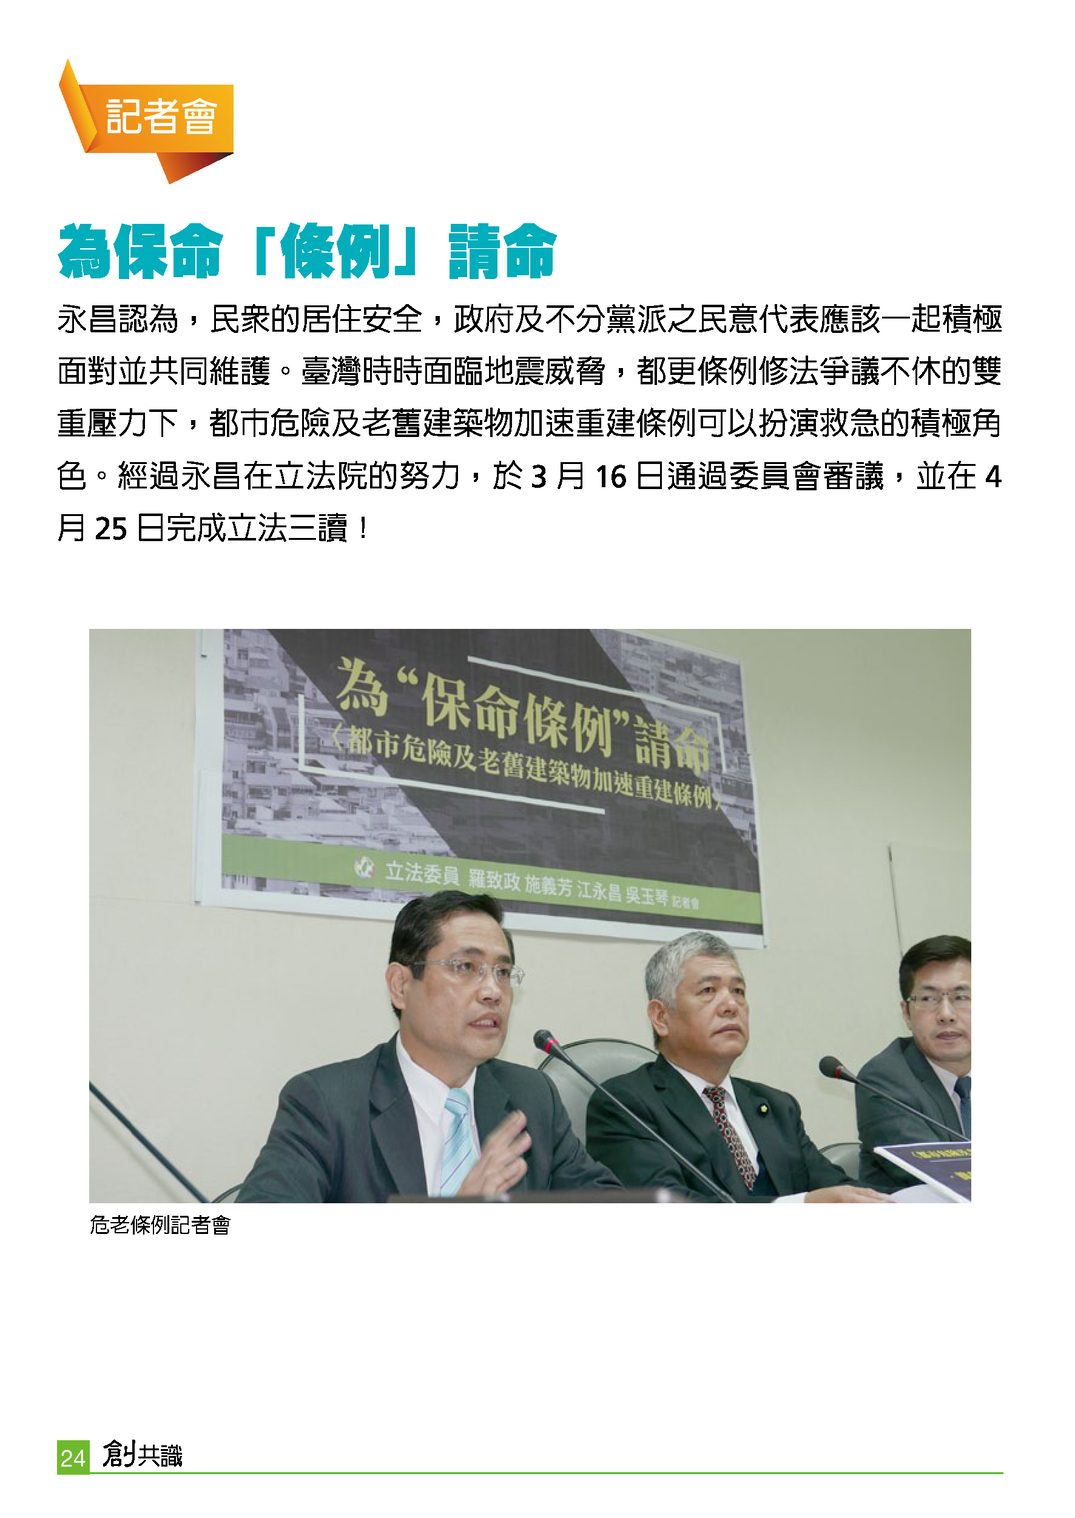 記者會
為保命「條例」請命
永昌認為，民衆的居住安全，政府及不分黨派之民意代表應該一起積極
面對並共同維護。臺灣時時面臨地震威脅，都更條例修法爭議不休的雙
重壓力下，都市危險及老舊建築物加速重建條例可以扮演救急的積極角
色。經過永昌在立法院的努力，於 3 月 16 日通過委員會審議，並在 4
月 25 日完成立法三讀！
為“保命條例”請命
〈都市危險及老舊建築物加速重建條例〉
立法委員 羅致政 施義芳 江永昌 吳玉琴 記者會
危老條例記者會
24 創共識